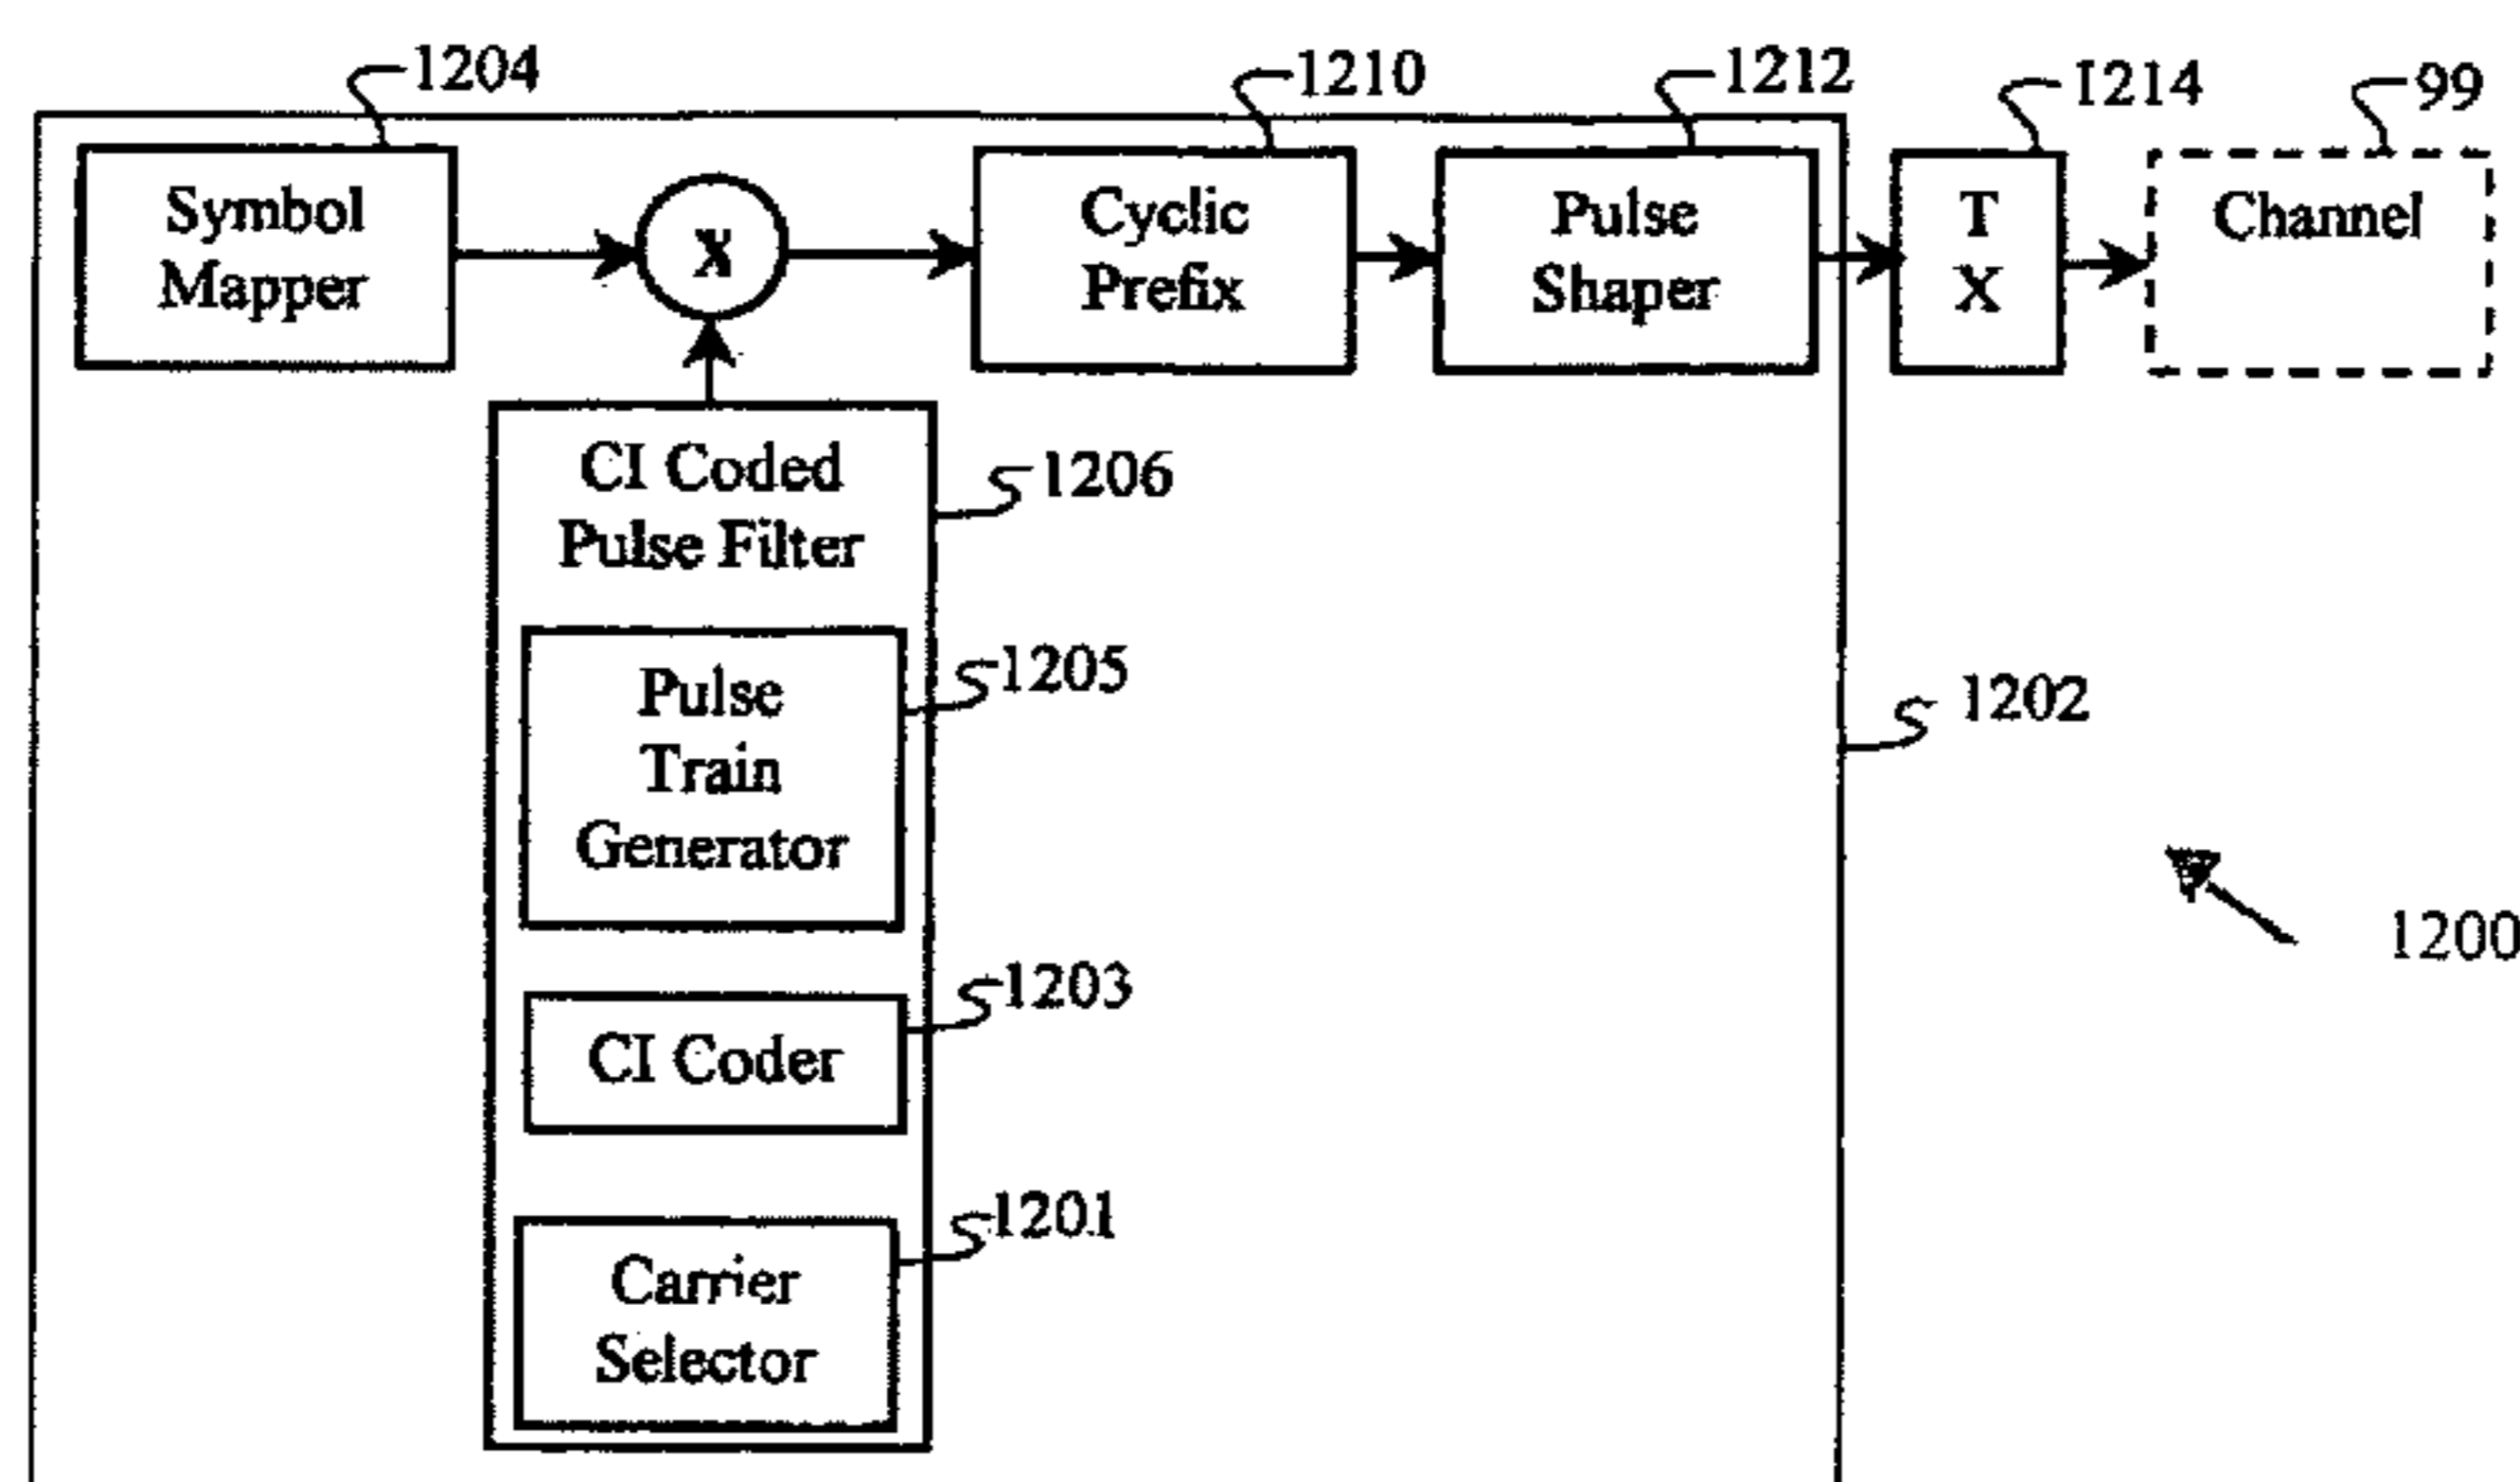 1204
1210
1212
1214
99
Symbol
Mapper
X
Cyclic
Prefix
Pulse
Shaper
T
X
Channel
CI Coded
Pulse Filter
1206
Pulse
Train
Generator
1205
1202
1200
CI Coder
1203
Carrier
Selector
1201